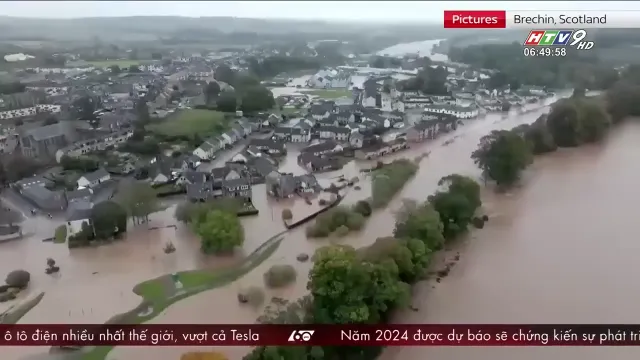 Pictures Brechin, Scotland
HTV9 HD
06:49:58
ô tô điện nhiều nhất thế giới, vượt cả Tesla 60 Năm 2024 được dự báo sẽ chứng kiến sự phát tri